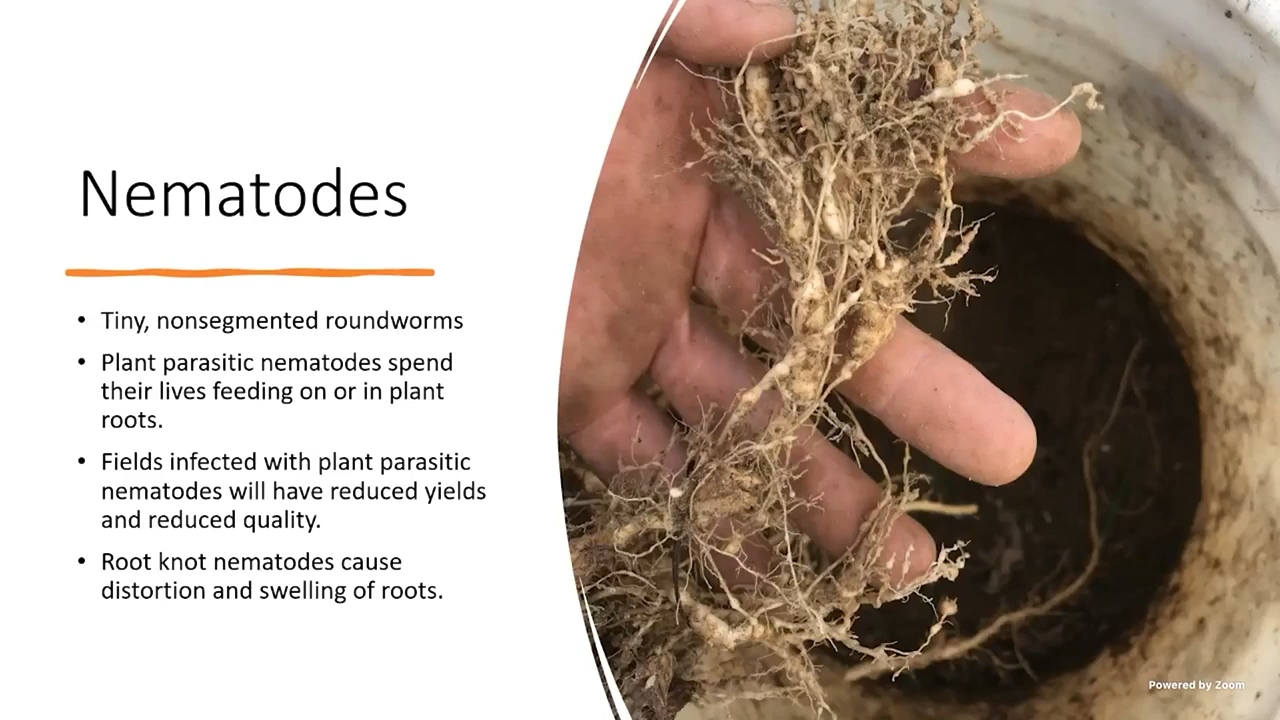 Nematodes
• Tiny, nonsegmented roundworms
• Plant parasitic nematodes spend
their lives feeding on or in plant
roots.
• Fields infected with plant parasitic
nematodes will have reduced yields
and reduced quality.
• Root knot nematodes cause
distortion and swelling of roots.
Powered by Zoom